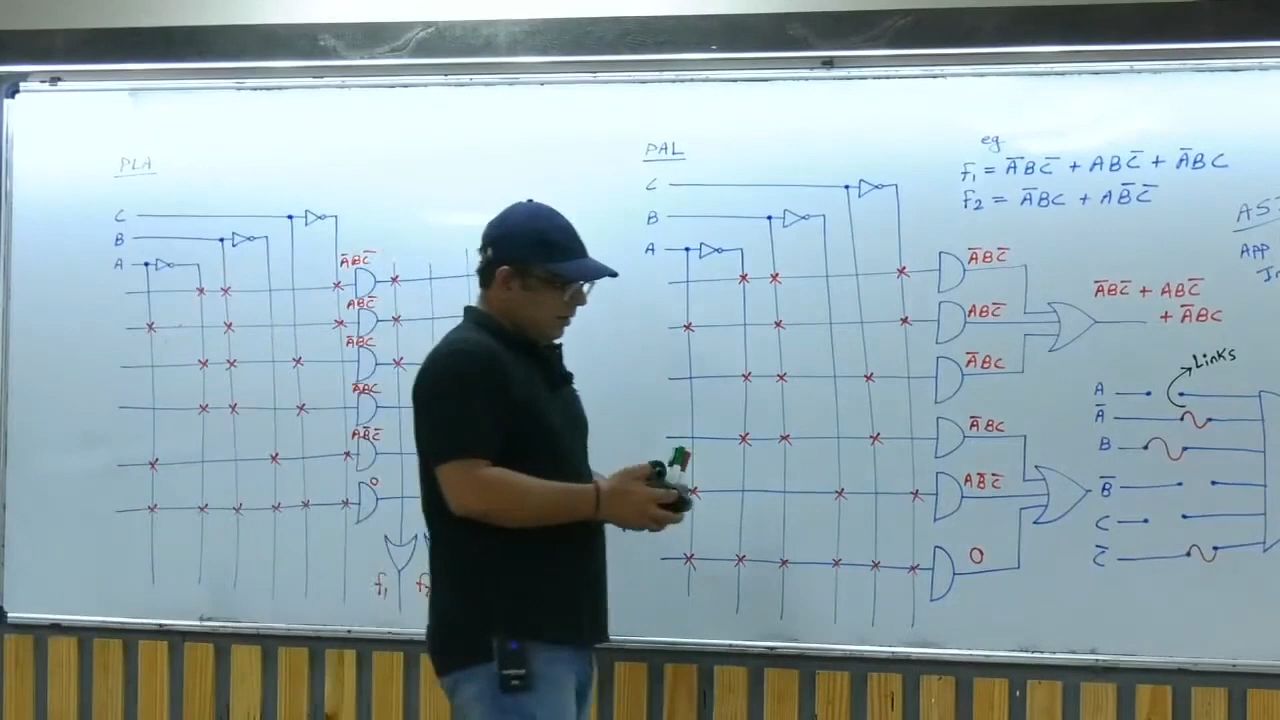 PLA
C
B
A
A̅BC̅
ABC̅
A̅BC
A̅BC
AB̅C̅
0
f₁
PAL
C
B
A
A̅BC̅
ABC̅
A̅BC
A̅BC
AB̅C̅
0
eg
f₁ = A̅BC̅ + ABC̅ + A̅BC
f₂ = A̅BC + AB̅C̅
A̅BC̅ + ABC̅
+ A̅BC
Links
A
A̅
B
B̅
C
C̅
APP